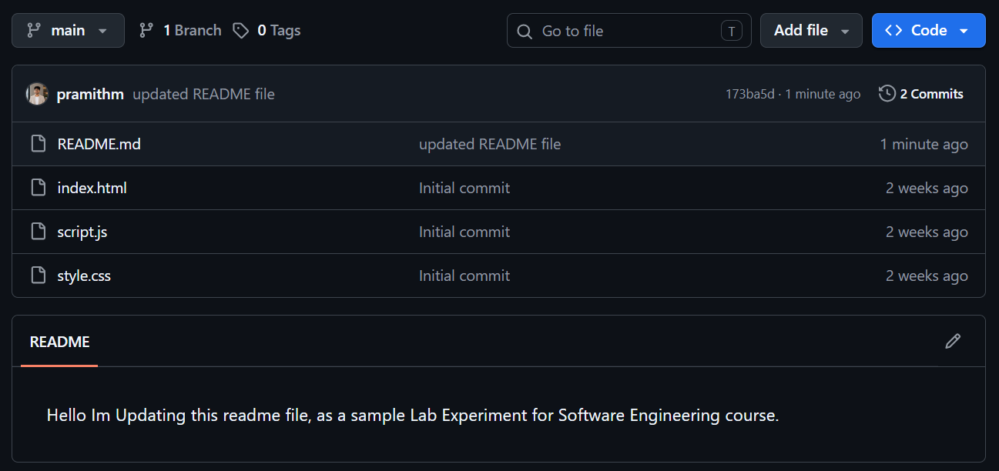 main 1 Branch 0 Tags Go to file T Add file Code
pramithm updated README file 173ba5d · 1 minute ago 2 Commits
README.md updated README file 1 minute ago
index.html Initial commit 2 weeks ago
script.js Initial commit 2 weeks ago
style.css Initial commit 2 weeks ago
README
Hello Im Updating this readme file, as a sample Lab Experiment for Software Engineering course.